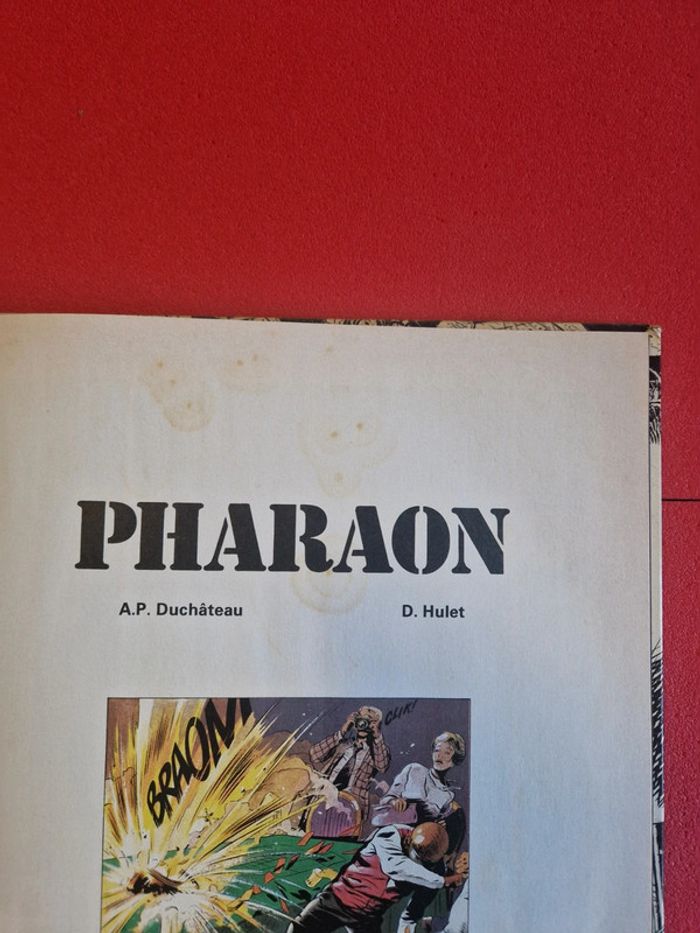 PHARAON
A.P. Duchâteau D. Hulet
BRAOM!
CLIK!